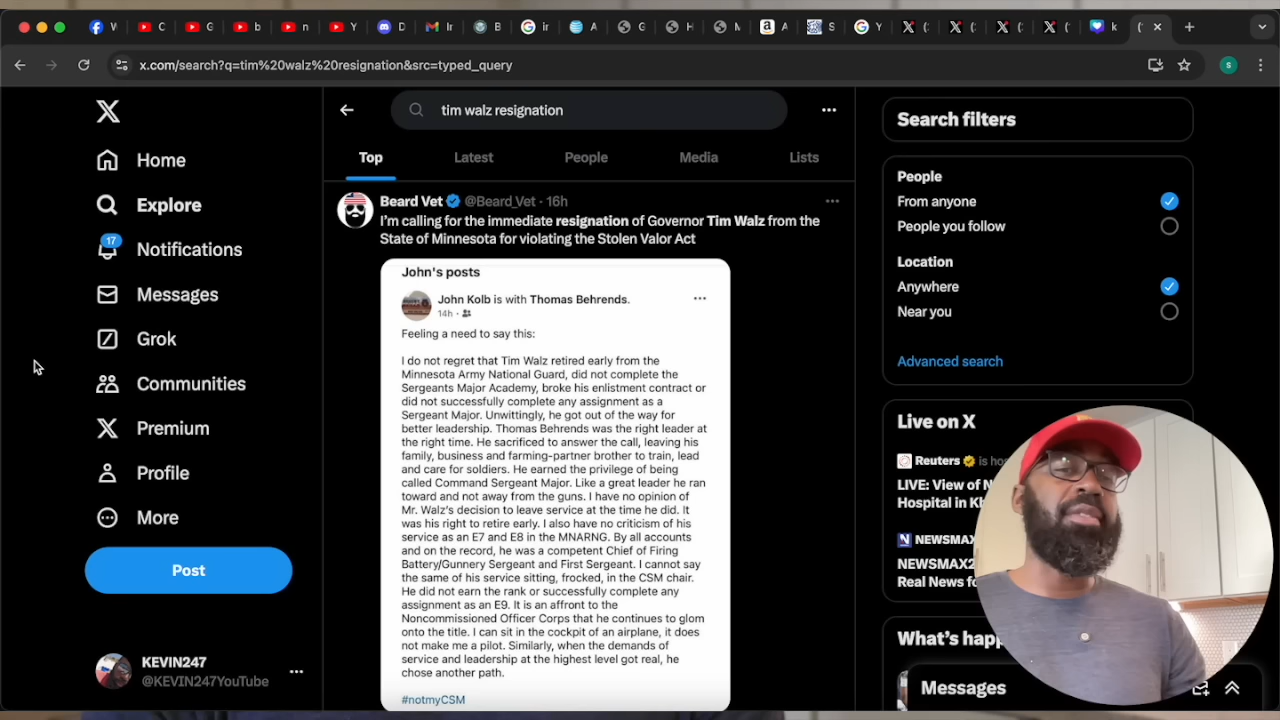 x.com/search?q=tim%20walz%20resignation&src=typed_query
S
Home
Explore
17
Notifications
Messages
Grok
Communities
Premium
Profile
More
Post
KEVIN247
@KEVIN247YouTube
tim walz resignation
Top
Latest
People
Media
Lists
Beard Vet @Beard_Vet · 16h
I'm calling for the immediate resignation of Governor Tim Walz from the
State of Minnesota for violating the Stolen Valor Act
John's posts
John Kolb is with Thomas Behrends.
14h ·
Feeling a need to say this:
I do not regret that Tim Walz retired early from the
Minnesota Army National Guard, did not complete the
Sergeants Major Academy, broke his enlistment contract or
did not successfully complete any assignment as a
Sergeant Major. Unwittingly, he got out of the way for
better leadership. Thomas Behrends was the right leader at
the right time. He sacrificed to answer the call, leaving his
family, business and farming-partner brother to train, lead
and care for soldiers. He earned the privilege of being
called Command Sergeant Major. Like a great leader he ran
toward and not away from the guns. I have no opinion of
Mr. Walz's decision to leave service at the time he did. It
was his right to retire early. I also have no criticism of his
service as an E7 and E8 in the MNARNG. By all accounts
and on the record, he was a competent Chief of Firing
Battery/Gunnery Sergeant and First Sergeant. I cannot say
the same of his service sitting, frocked, in the CSM chair.
He did not earn the rank or successfully complete any
assignment as an E9. It is an affront to the
Noncommissioned Officer Corps that he continues to glom
onto the title. I can sit in the cockpit of an airplane, it does
not make me a pilot. Similarly, when the demands of
service and leadership at the highest level got real, he
chose another path.
#notmyCSM
Search filters
People
From anyone
People you follow
Location
Anywhere
Near you
Advanced search
Live on X
Reuters is
LIVE: View of
Hospital in
NEWSMAX
NEWSMAX2
Real News
What's
Messages